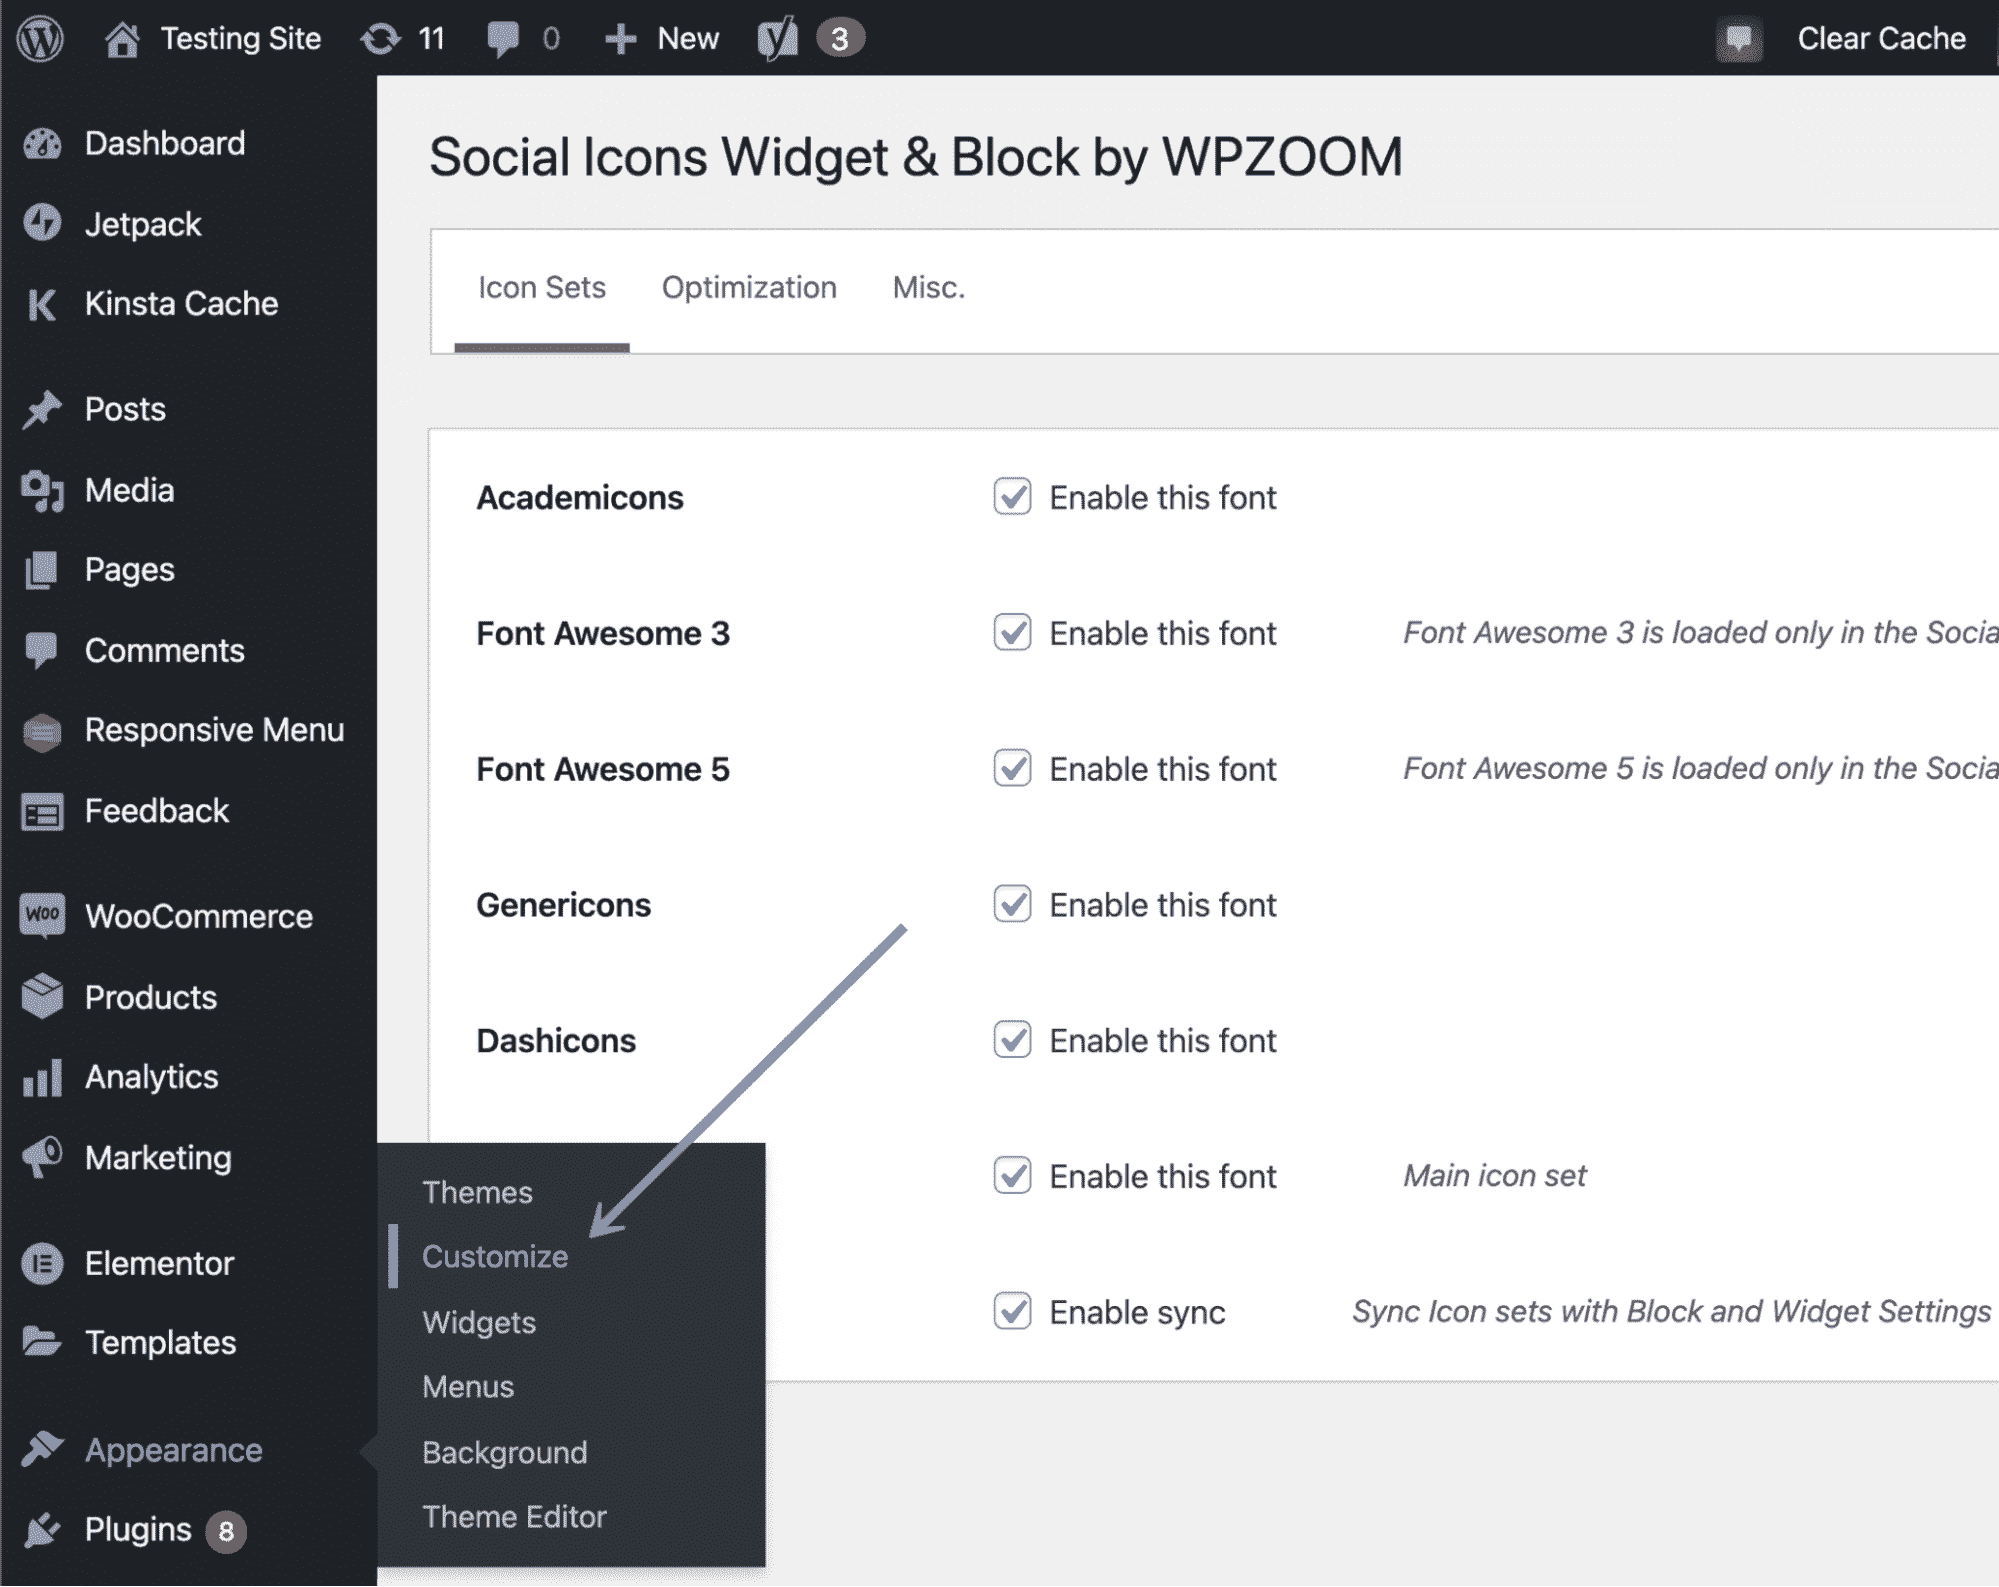 Testing Site 11 0 New 3 Clear Cache
Dashboard
Jetpack
Kinsta Cache
Posts
Media
Pages
Comments
Responsive Menu
Feedback
WOO WooCommerce
Products
Analytics
Marketing
Elementor
Templates
Appearance
Plugins 8
Themes
Customize
Widgets
Menus
Background
Theme Editor
Social Icons Widget & Block by WPZOOM
Icon Sets Optimization Misc.
Academicons Enable this font
Font Awesome 3 Enable this font Font Awesome 3 is loaded only in the Socia
Font Awesome 5 Enable this font Font Awesome 5 is loaded only in the Socia
Genericons Enable this font
Dashicons Enable this font
Enable this font Main icon set
Enable sync Sync Icon sets with Block and Widget Settings